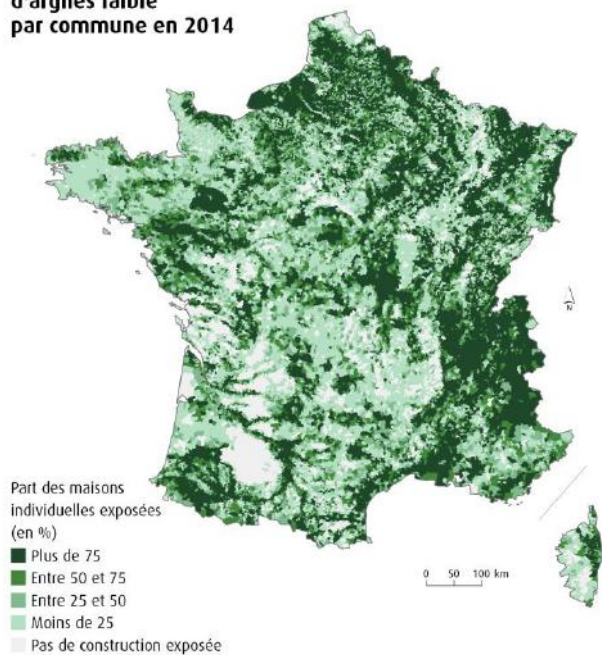 d'argiles faible
par commune en 2014
N
Part des maisons
individuelles exposées
(en %)
Plus de 75
Entre 50 et 75
Entre 25 et 50
Moins de 25
Pas de construction exposée
0 50 100 km